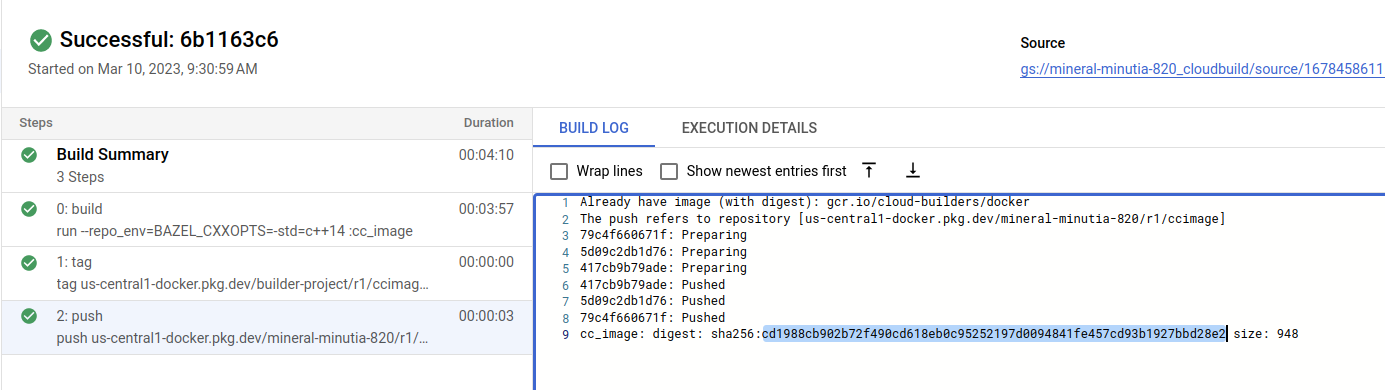 Successful: 6b1163c6
Started on Mar 10, 2023, 9:30:59 AM
Source
gs://mineral-minutia-820_cloudbuild/source/1678458611
Steps
Duration
Build Summary
00:04:10
3 Steps
0: build
00:03:57
run --repo_env=BAZEL_CXXOPTS=-std=c++14 :cc_image
1: tag
00:00:00
tag us-central1-docker.pkg.dev/builder-project/r1/ccimag...
2: push
00:00:03
push us-central1-docker.pkg.dev/mineral-minutia-820/r1/...
BUILD LOG
EXECUTION DETAILS
Wrap lines
Show newest entries first
1 Already have image (with digest): gcr.io/cloud-builders/docker
2 The push refers to repository [us-central1-docker.pkg.dev/mineral-minutia-820/r1/ccimage]
3 79c4f660671f: Preparing
4 5d09c2db1d76: Preparing
5 417cb9b79ade: Preparing
6 417cb9b79ade: Pushed
7 5d09c2db1d76: Pushed
8 79c4f660671f: Pushed
9 cc_image: digest: sha256:cd1988cb902b72f490cd618eb0c95252197d0094841fe457cd93b1927bbd28e2 size: 948